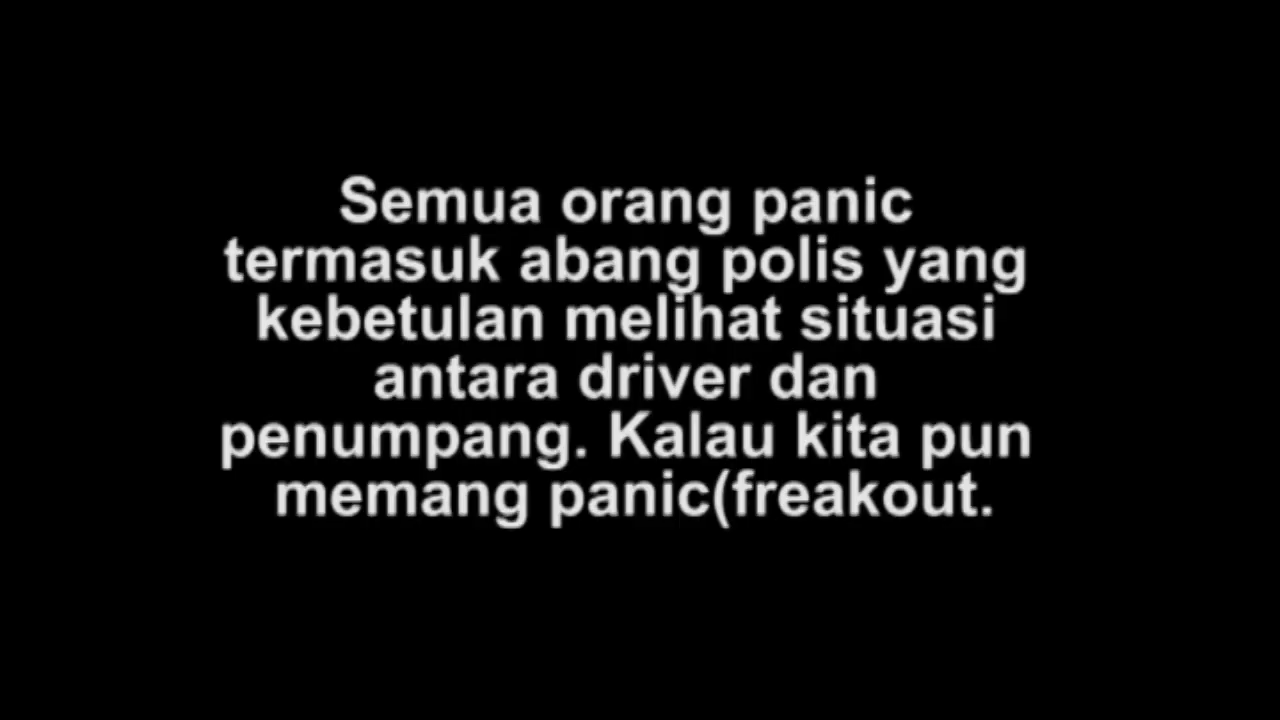 Semua orang panic
termasuk abang polis yang
kebetulan melihat situasi
antara driver dan
penumpang. Kalau kita pun
memang panic(freakout.